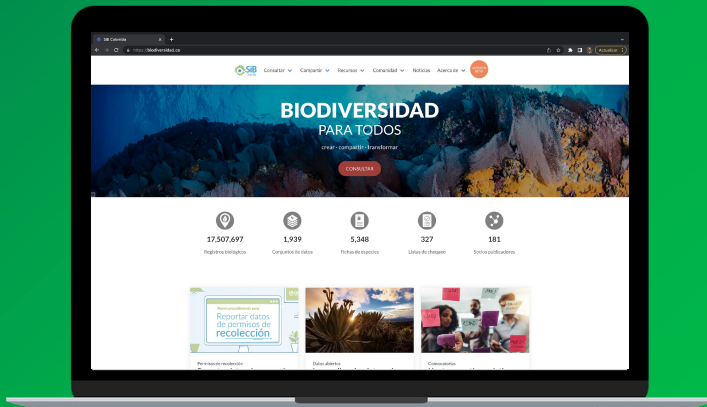 SiB Colombia
https://biodiversidad.co
Actualizar
SiB
Consultar
Compartir
Recursos
Comunidad
Noticias
Acerca de
BIODIVERSIDAD
PARA TODOS
crear · compartir · transformar
CONSULTAR
17,507,697
1,939
5,348
327
181
Registros biológicos
Conjuntos de datos
Fichas de especies
Listas de chequeo
Socios publicadores
Reportar datos
de permisos de
recolección
Permisos de recolección
Datos abiertos
Convocatorias